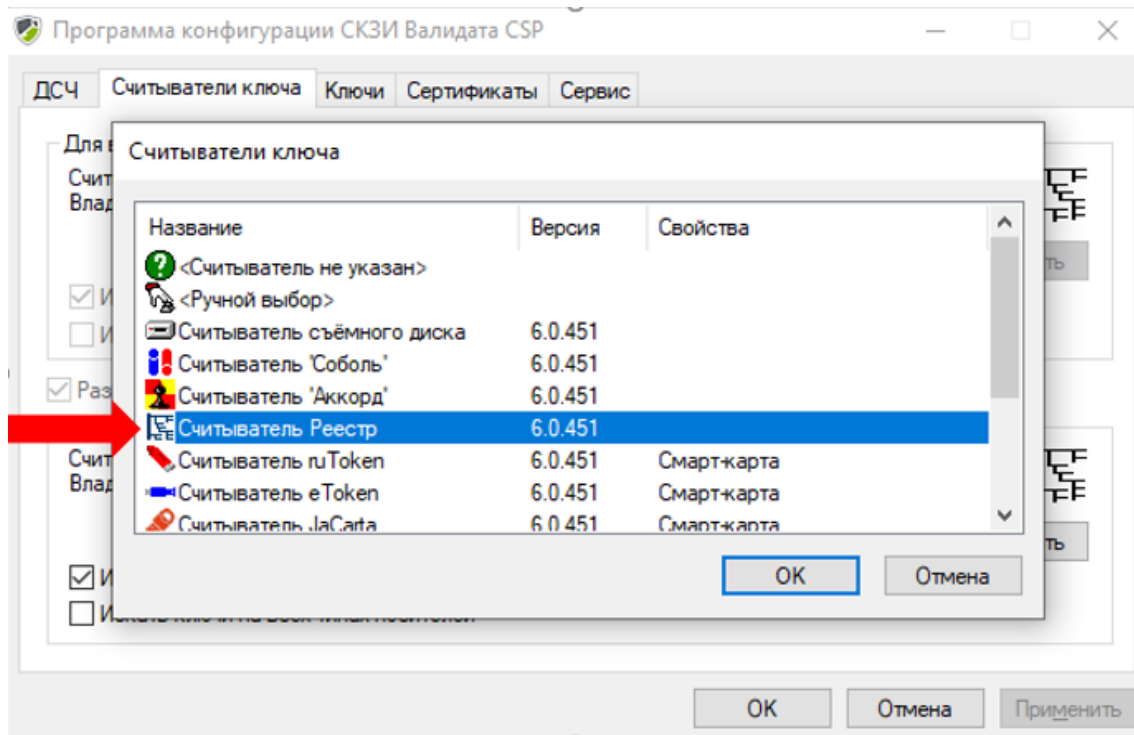 Программа конфигурации СКЗИ Валидата CSP
ДСЧ Считыватели ключа Ключи Сертификаты Сервис
Для
Считыватели ключа
Название Версия Свойства
<Считыватель не указан>
<Ручной выбор>
Считыватель съёмного диска 6.0.451
Считыватель 'Соболь' 6.0.451
Считыватель 'Аккорд' 6.0.451
Считыватель Реестр 6.0.451
Считыватель ruToken 6.0.451 Смарт-карта
Считыватель eToken 6.0.451 Смарт-карта
Считыватель JaCarta 6.0.451 Смарт-карта
OK Отмена
OK Отмена Применить